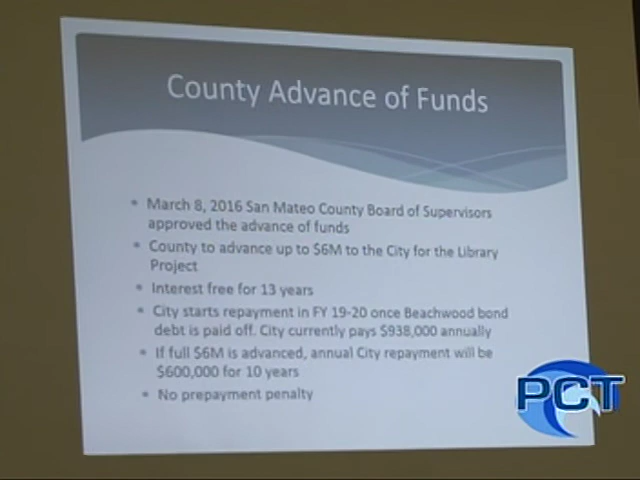 County Advance of Funds
• March 8, 2016 San Mateo County Board of Supervisors
approved the advance of funds
• County to advance up to $6M to the City for the Library
Project
• Interest free for 13 years
• City starts repayment in FY 19-20 once Beachwood bond
debt is paid off. City currently pays $938,000 annually
• If full $6M is advanced, annual City repayment will be
$600,000 for 10 years
• No prepayment penalty
PCT